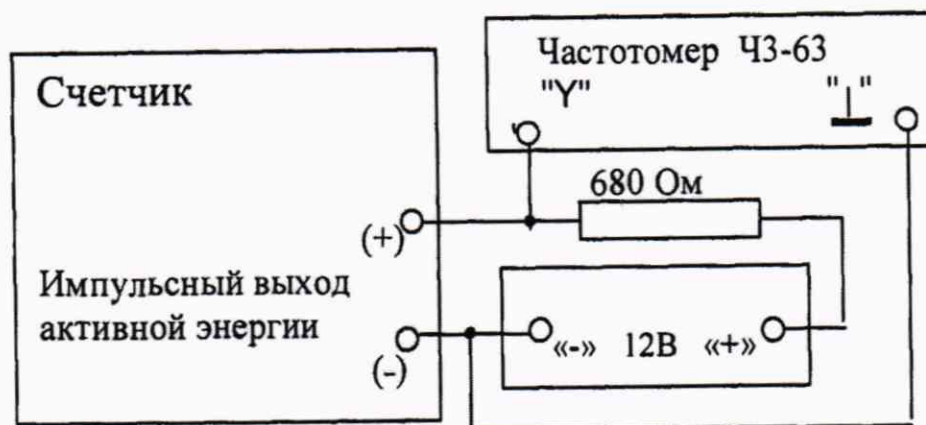 Счетчик
Частотомер Ч3-63
"Y"
"⊥"
680 Ом
(+)
Импульсный выход
активной энергии
(-)
«-» 12В «+»